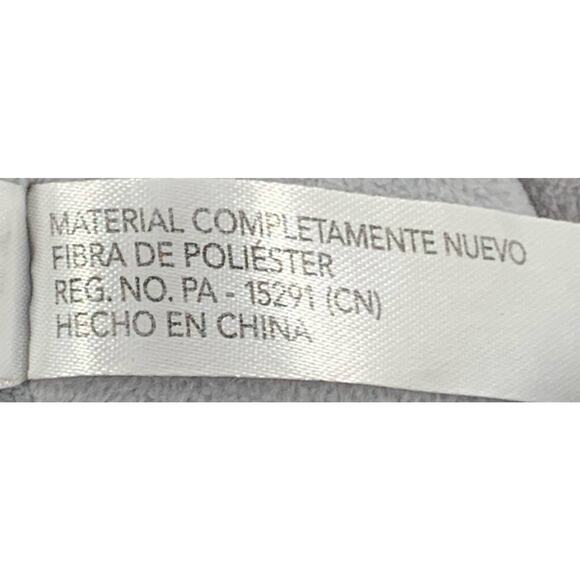 MATERIAL COMPLETAMENTE NUEVO
FIBRA DE POLIÉSTER
REG. NO. PA - 15291 (CN)
HECHO EN CHINA